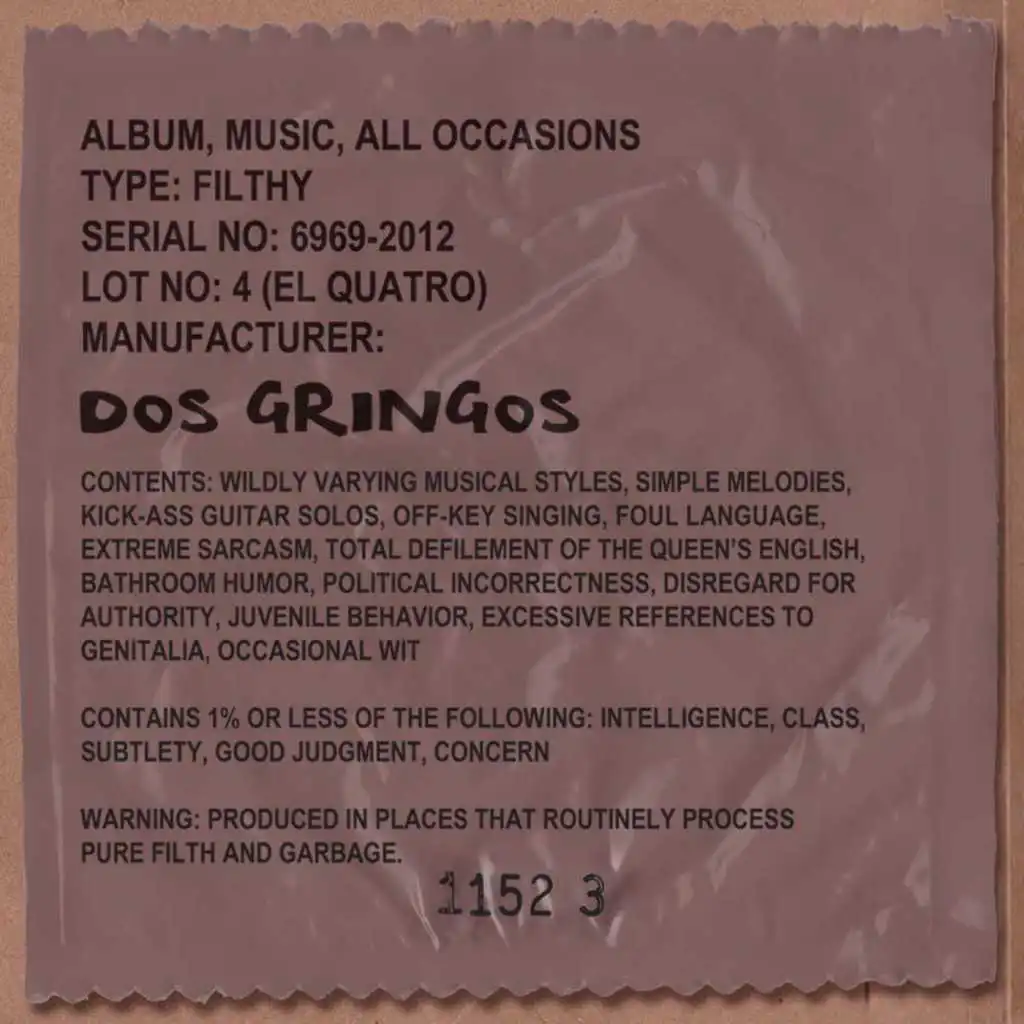 ALBUM, MUSIC, ALL OCCASIONS
TYPE: FILTHY
SERIAL NO: 6969-2012
LOT NO: 4 (EL QUATRO)
MANUFACTURER:
DOS GRINGOS
CONTENTS: WILDLY VARYING MUSICAL STYLES, SIMPLE MELODIES,
KICK-ASS GUITAR SOLOS, OFF-KEY SINGING, FOUL LANGUAGE,
EXTREME SARCASM, TOTAL DEFILEMENT OF THE QUEEN'S ENGLISH,
BATHROOM HUMOR, POLITICAL INCORRECTNESS, DISREGARD FOR
AUTHORITY, JUVENILE BEHAVIOR, EXCESSIVE REFERENCES TO
GENITALIA, OCCASIONAL WIT
CONTAINS 1% OR LESS OF THE FOLLOWING: INTELLIGENCE, CLASS,
SUBTLETY, GOOD JUDGMENT, CONCERN
WARNING: PRODUCED IN PLACES THAT ROUTINELY PROCESS
PURE FILTH AND GARBAGE.
1152 3